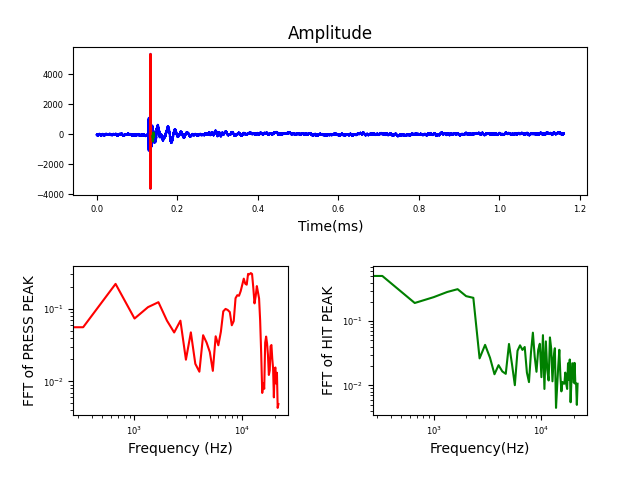 Amplitude
4000
2000
0
−2000
−4000
0.0 0.2 0.4 0.6 0.8 1.0 1.2
Time(ms)
FFT of PRESS PEAK
10⁻¹
10⁻²
10³ 10⁴
Frequency (Hz)
FFT of HIT PEAK
10⁻¹
10⁻²
10³ 10⁴
Frequency(Hz)